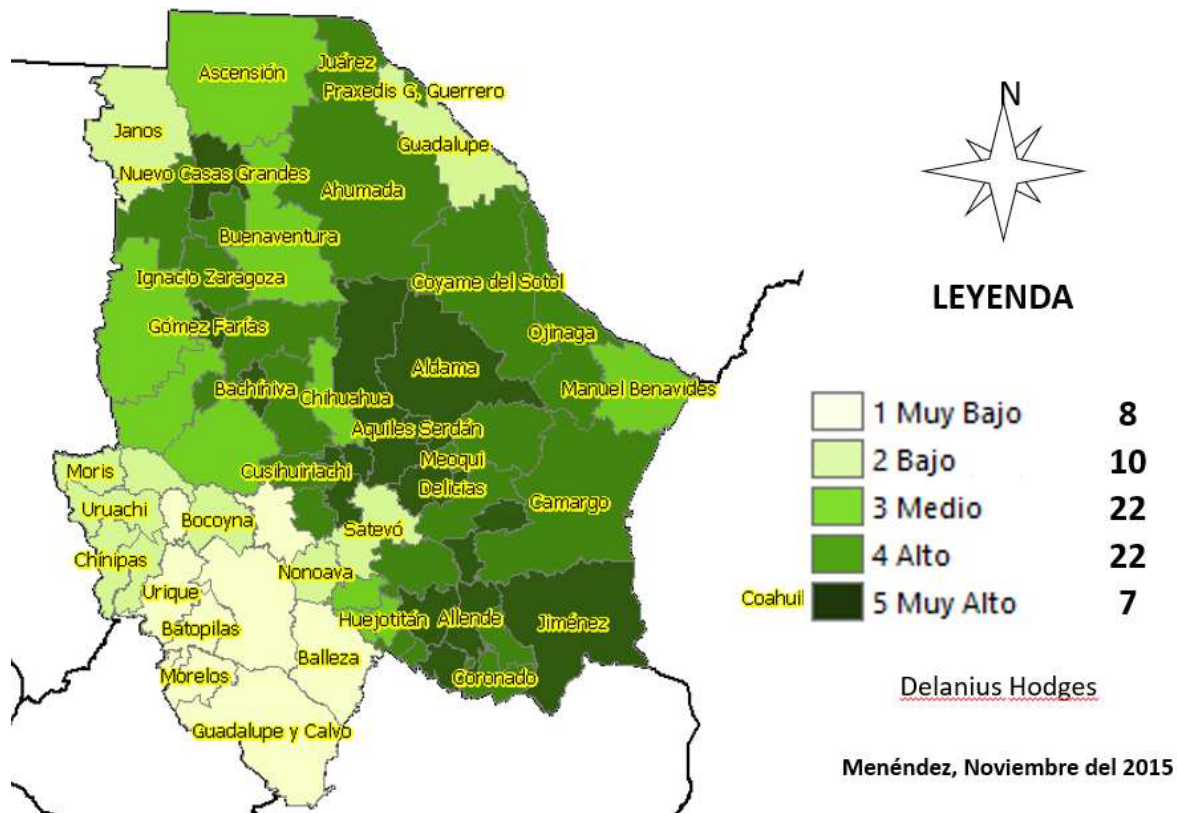 Ascensión
Juárez
Praxedis G. Guerrero
Janos
Guadalupe
Nuevo Casas Grandes
Ahumada
Buenaventura
Ignacio Zaragoza
Coyame del Sotol
Gómez Farías
Ojinaga
Aldama
Bachíniva
Chihuahua
Manuel Benavides
Aquiles Serdán
Cusihuiriachi
Meoqui
Moris
Delicias
Camargo
Uruachi
Bocoyna
Satevó
Chínipas
Nonoava
Urique
Huejotitán
Allende
Jiménez
Batopilas
Balleza
Morelos
Coronado
Guadalupe y Calvo
N
LEYENDA
1 Muy Bajo 8
2 Bajo 10
3 Medio 22
4 Alto 22
Coahuil
5 Muy Alto 7
Delanius Hodges
Menéndez, Noviembre del 2015